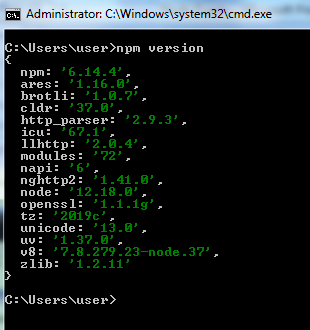 Administrator: C:\Windows\system32\cmd.exe
C:\Users\user>npm version
{
  npm: '6.14.4',
  ares: '1.16.0',
  brotli: '1.0.7',
  cldr: '37.0',
  http_parser: '2.9.3',
  icu: '67.1',
  llhttp: '2.0.4',
  modules: '72',
  napi: '6',
  nghttp2: '1.41.0',
  node: '12.18.0',
  openssl: '1.1.1g',
  tz: '2019c',
  unicode: '13.0',
  uv: '1.37.0',
  v8: '7.8.279.23-node.37',
  zlib: '1.2.11'
}
C:\Users\user>